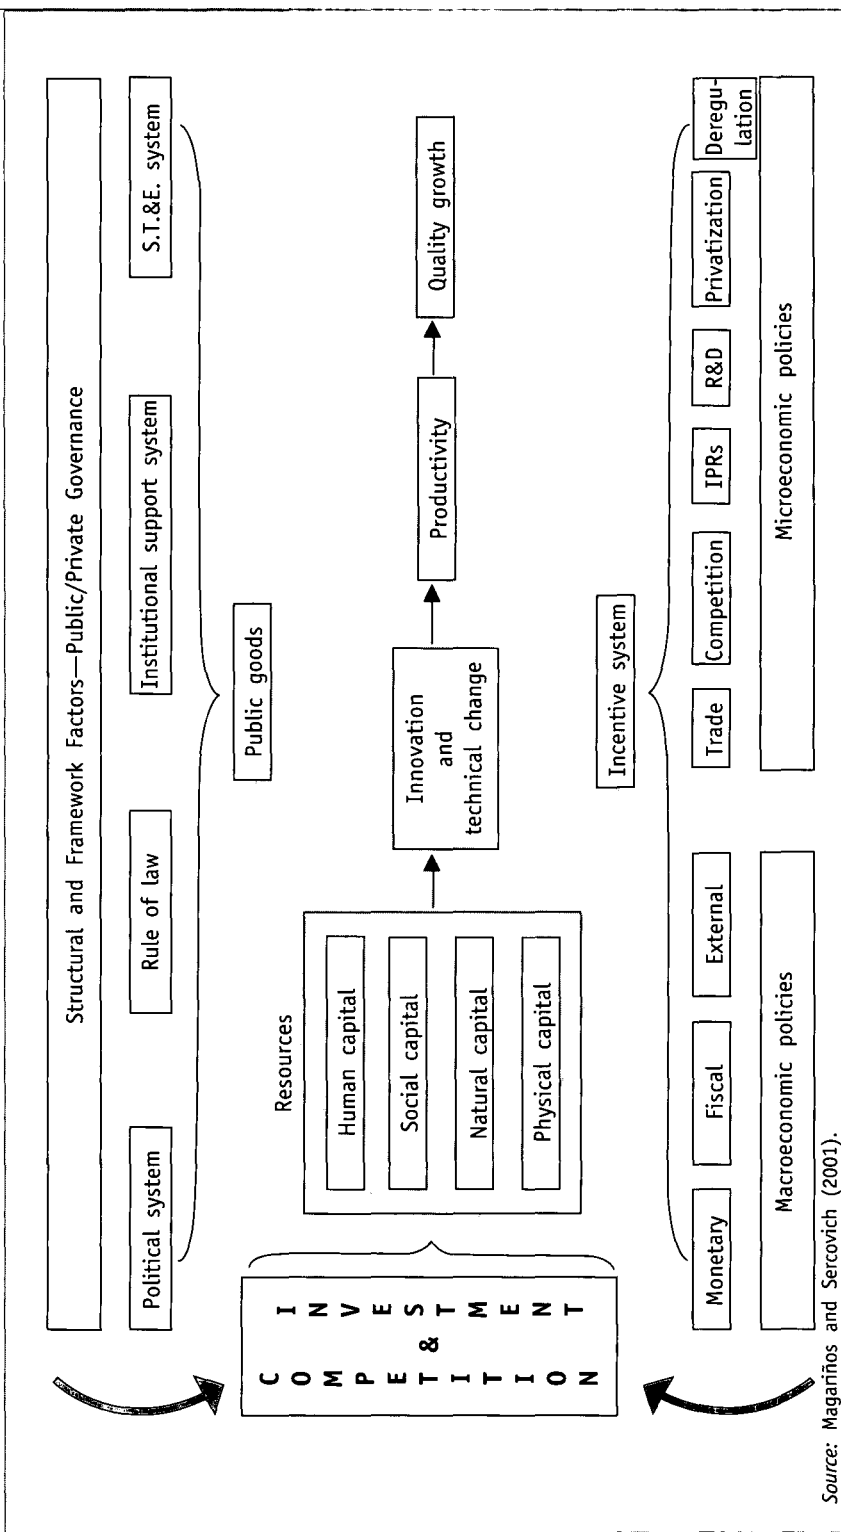 Structural and Framework Factors—Public/Private Governance
Political system
Rule of law
Institutional support system
S.T.&E. system
Public goods
COMPETITION
&
INVESTMENT
Resources
Human capital
Social capital
Natural capital
Physical capital
Innovation
and
technical change
Productivity
Quality growth
Incentive system
Monetary
Fiscal
External
Trade
Competition
IPRs
R&D
Privatization
Deregu-
lation
Macroeconomic policies
Microeconomic policies
Source: Magariños and Sercovich (2001).